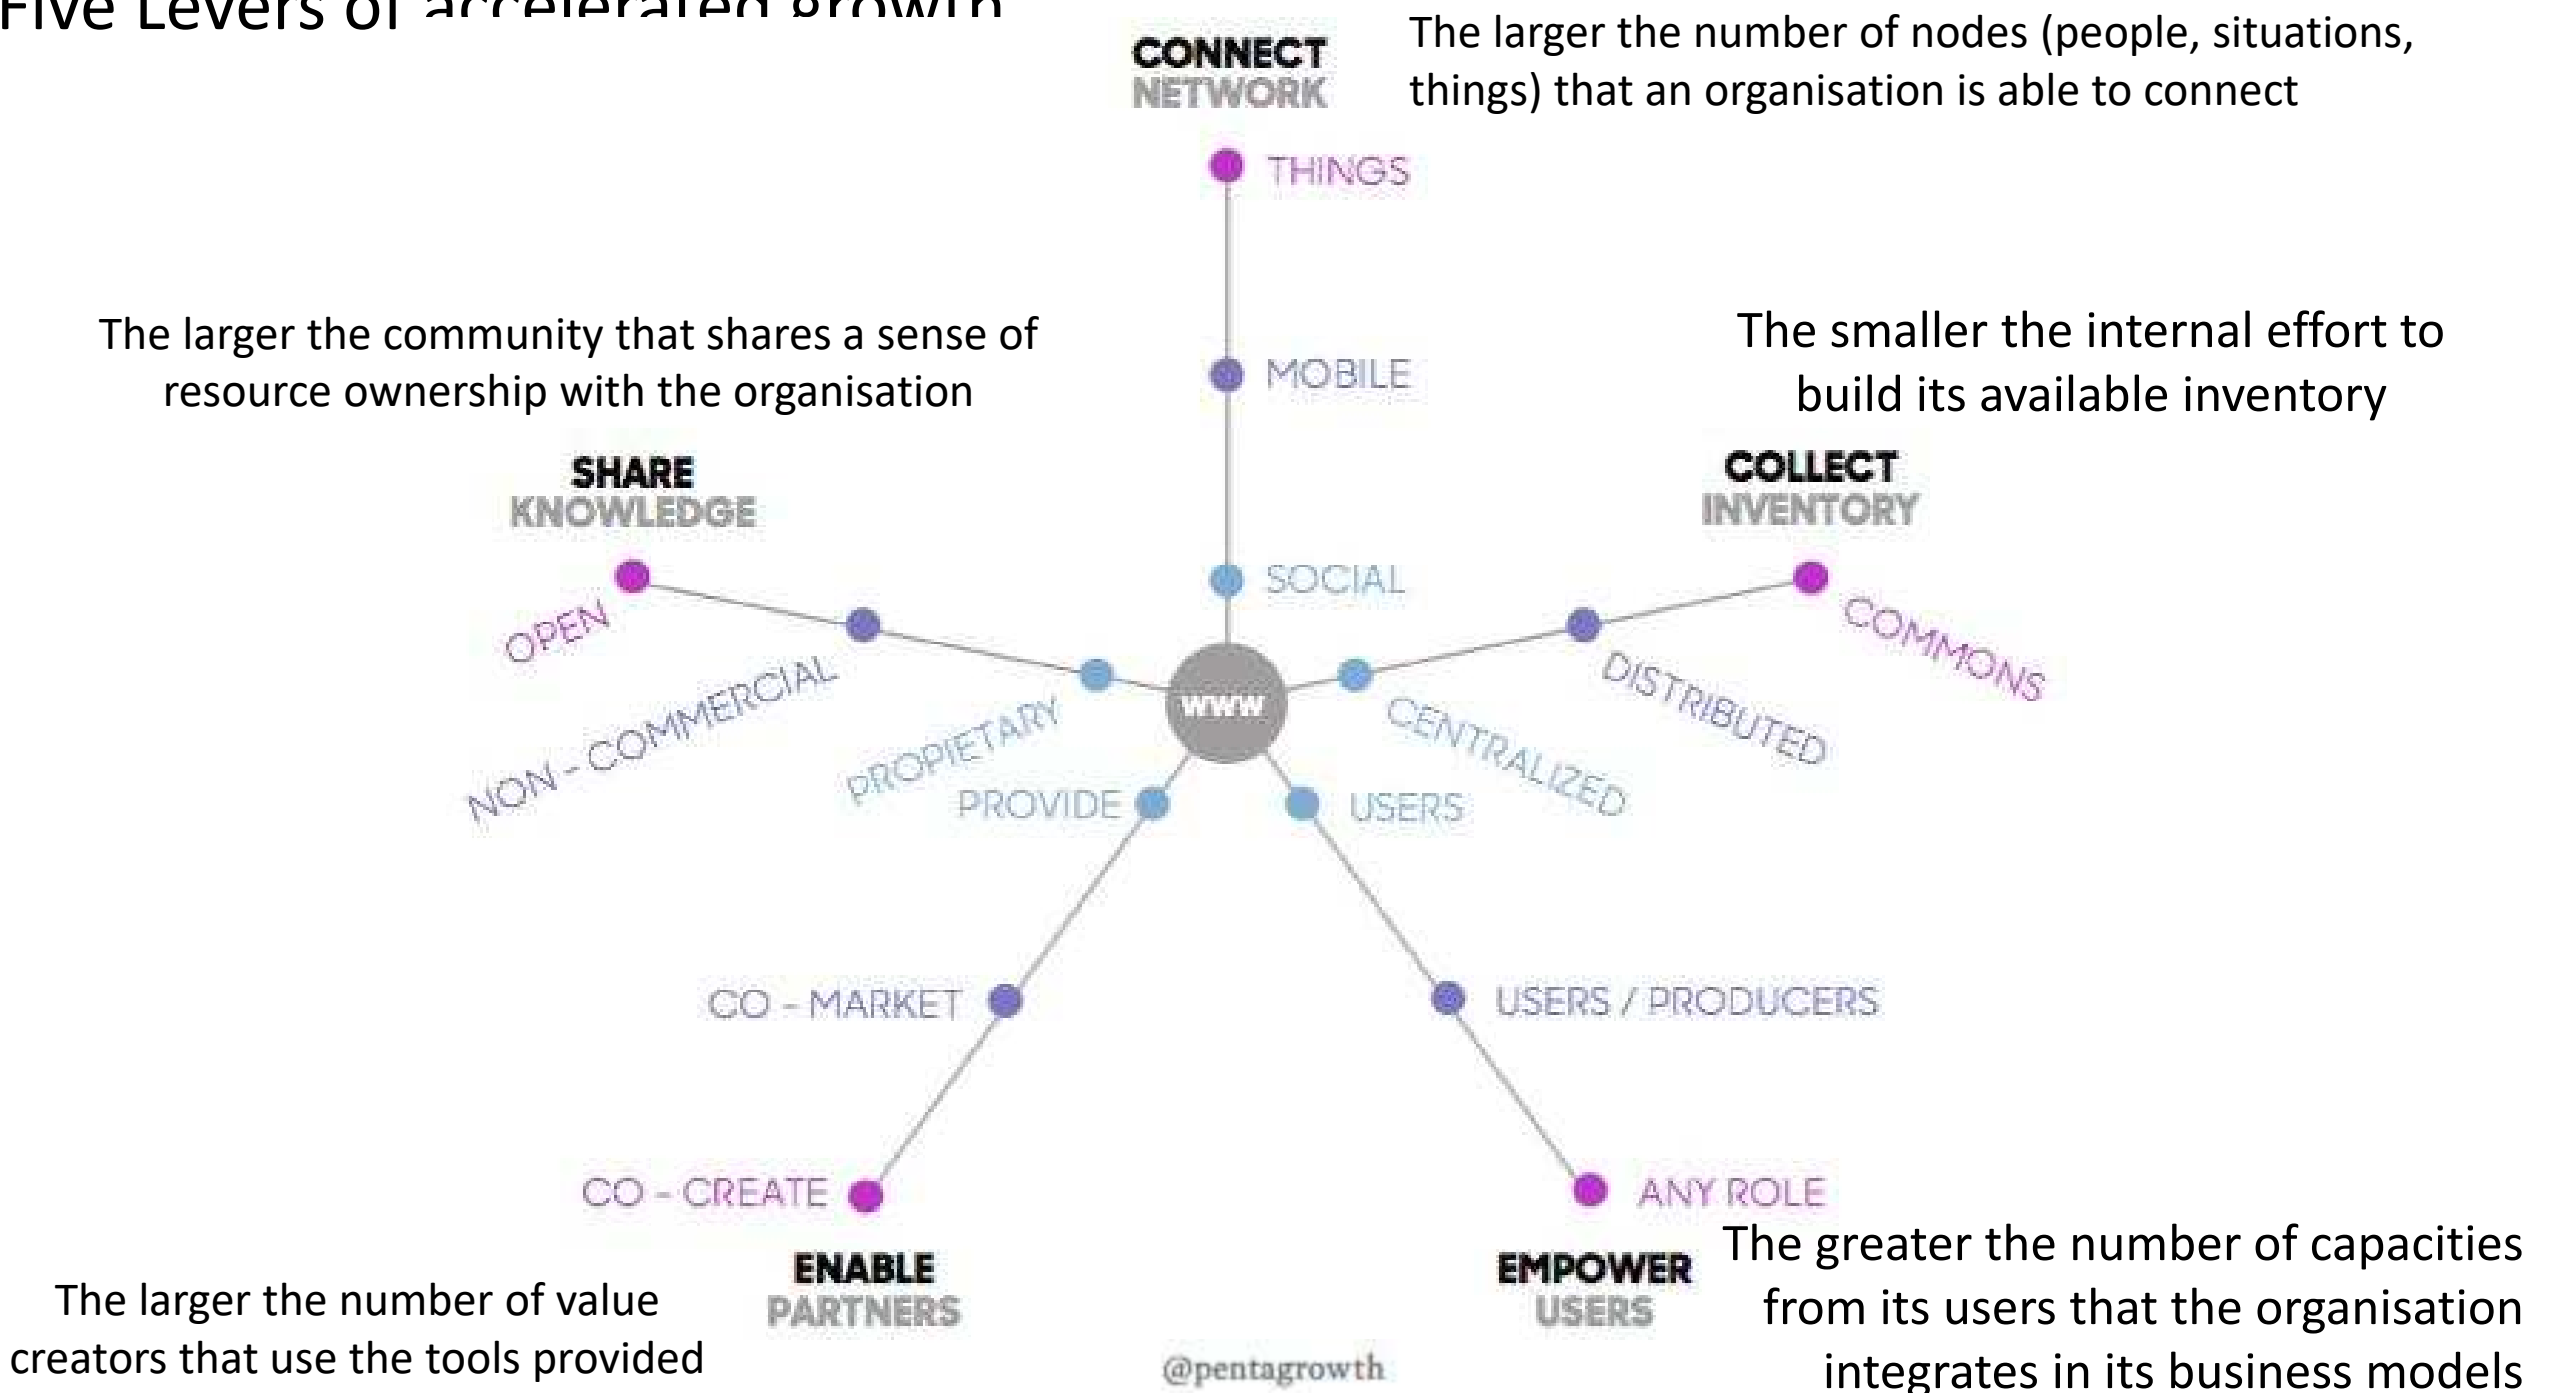 Five Levers of accelerated growth
CONNECT
NETWORK
The larger the number of nodes (people, situations,
things) that an organisation is able to connect
THINGS
MOBILE
SOCIAL
The larger the community that shares a sense of
resource ownership with the organisation
SHARE
KNOWLEDGE
OPEN
NON - COMMERCIAL
PROPIETARY
The smaller the internal effort to
build its available inventory
COLLECT
INVENTORY
COMMONS
DISTRIBUTED
CENTRALIZED
WWW
PROVIDE
CO - MARKET
CO - CREATE
ENABLE
PARTNERS
The larger the number of value
creators that use the tools provided
USERS
USERS / PRODUCERS
ANY ROLE
EMPOWER
USERS
The greater the number of capacities
from its users that the organisation
integrates in its business models
@pentagrowth